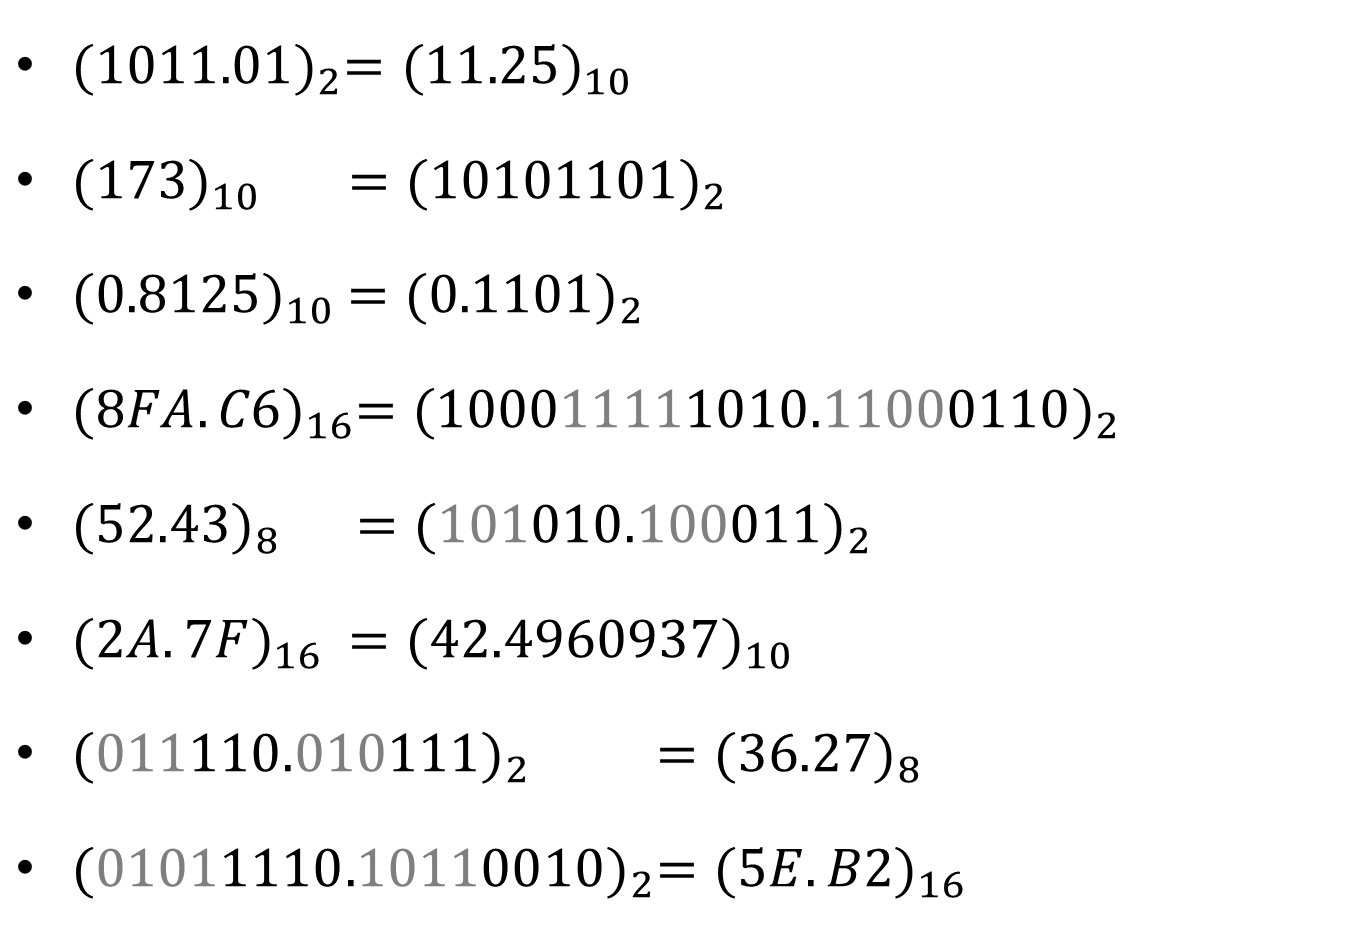 • (1011.01)₂= (11.25)₁₀
• (173)₁₀ = (10101101)₂
• (0.8125)₁₀ = (0.1101)₂
• (8FA.C6)₁₆= (100011111010.11000110)₂
• (52.43)₈ = (101010.100011)₂
• (2A.7F)₁₆ = (42.4960937)₁₀
• (011110.010111)₂ = (36.27)₈
• (01011110.10110010)₂= (5E.B2)₁₆